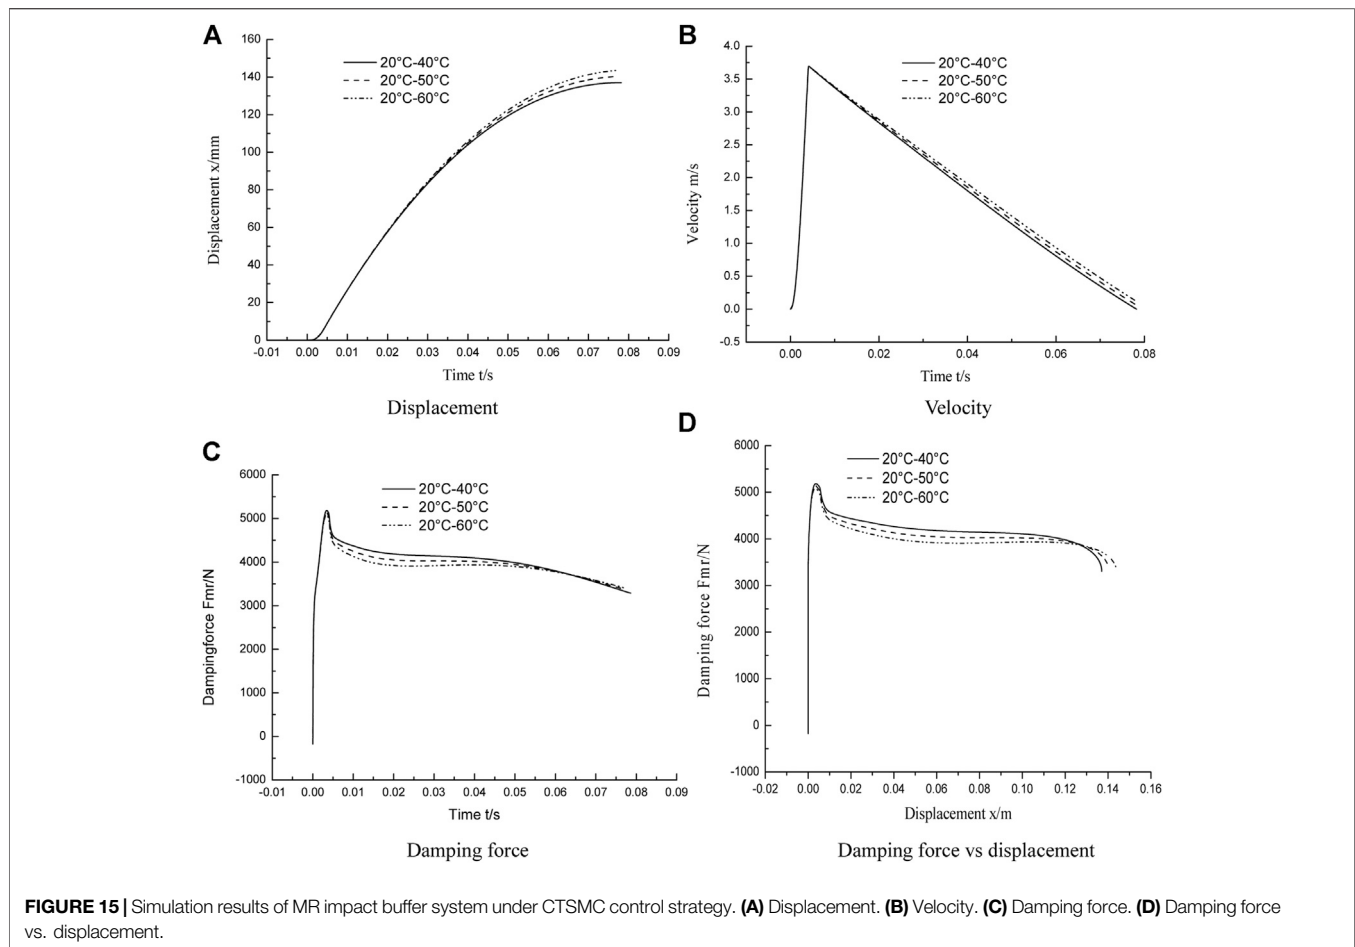 A
160
140
120
100
80
60
40
20
0
Displacement x/mm
20°C-40°C
20°C-50°C
20°C-60°C
-0.01 0.00 0.01 0.02 0.03 0.04 0.05 0.06 0.07 0.08 0.09
Time t/s
Displacement
B
4.0
3.5
3.0
2.5
2.0
1.5
1.0
0.5
0.0
-0.5
Velocity m/s
20°C-40°C
20°C-50°C
20°C-60°C
0.00 0.02 0.04 0.06 0.08
Time t/s
Velocity
C
6000
5000
4000
3000
2000
1000
0
-1000
Dampingforce Fmr/N
20°C-40°C
20°C-50°C
20°C-60°C
-0.01 0.00 0.01 0.02 0.03 0.04 0.05 0.06 0.07 0.08 0.09
Time t/s
Damping force
D
6000
5000
4000
3000
2000
1000
0
-1000
Damping force Fmr/N
20°C-40°C
20°C-50°C
20°C-60°C
-0.02 0.00 0.02 0.04 0.06 0.08 0.10 0.12 0.14 0.16
Displacement x/m
Damping force vs displacement
FIGURE 15 | Simulation results of MR impact buffer system under CTSMC control strategy. (A) Displacement. (B) Velocity. (C) Damping force. (D) Damping force
vs. displacement.